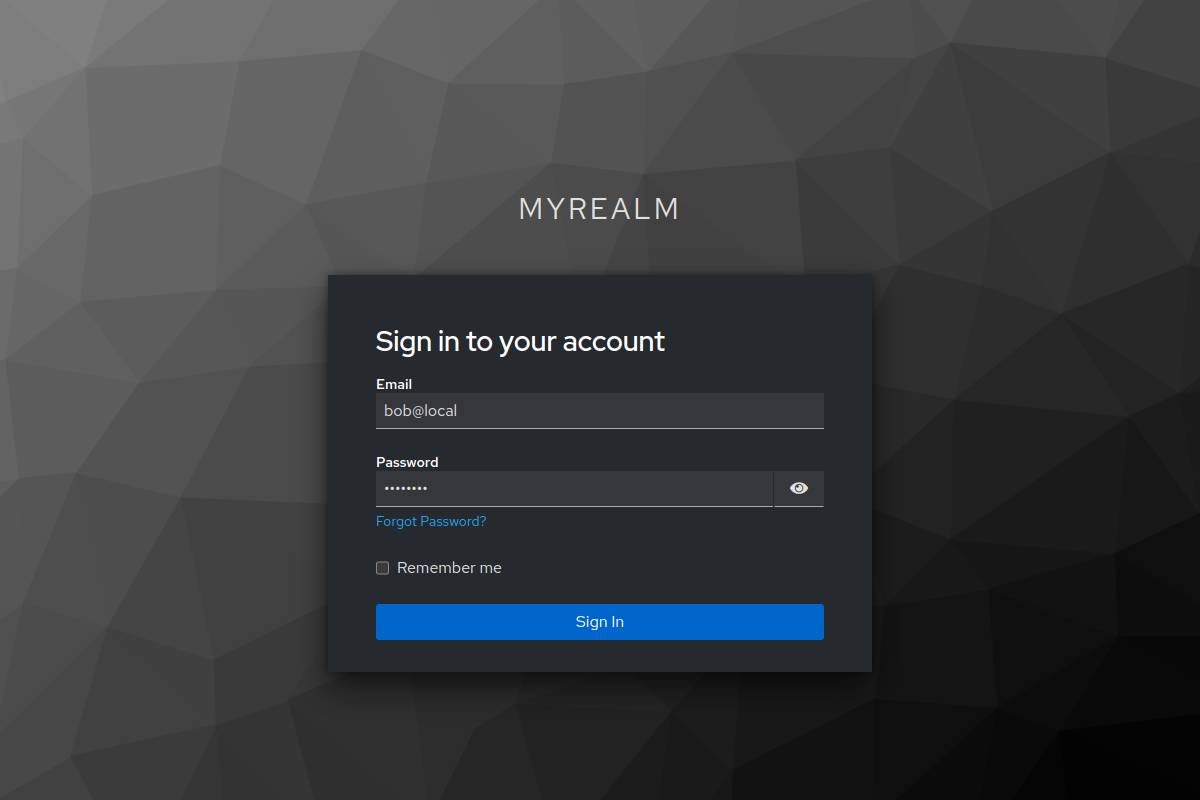 MYREALM
Sign in to your account
Email
bob@local
Password
••••••••
Forgot Password?
Remember me
Sign In